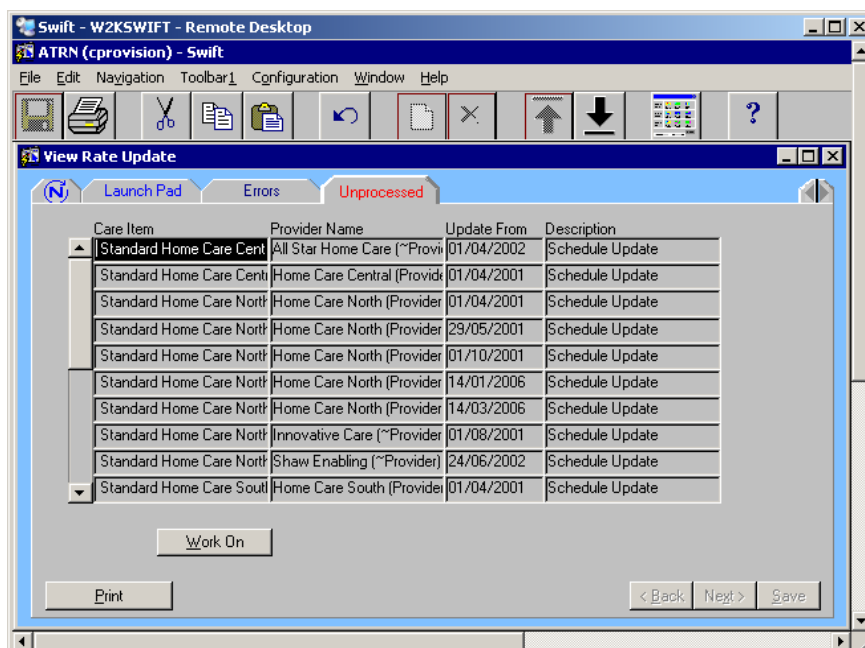 Swift - W2KSWIFT - Remote Desktop
ATRN (cprovision) - Swift
File Edit Navigation Toolbar1 Configuration Window Help
?
View Rate Update
N Launch Pad Errors Unprocessed
Care Item Provider Name Update From Description
Standard Home Care Cent All Star Home Care (~Provi 01/04/2002 Schedule Update
Standard Home Care Cent Home Care Central (Provide 01/04/2001 Schedule Update
Standard Home Care North Home Care North (Provider 01/04/2001 Schedule Update
Standard Home Care North Home Care North (Provider 29/05/2001 Schedule Update
Standard Home Care North Home Care North (Provider 01/10/2001 Schedule Update
Standard Home Care North Home Care North (Provider 14/01/2006 Schedule Update
Standard Home Care North Home Care North (Provider 14/03/2006 Schedule Update
Standard Home Care North Innovative Care (~Provider 01/08/2001 Schedule Update
Standard Home Care North Shaw Enabling (~Provider) 24/06/2002 Schedule Update
Standard Home Care South Home Care South (Provider 01/04/2001 Schedule Update
Work On
Print < Back Next > Save